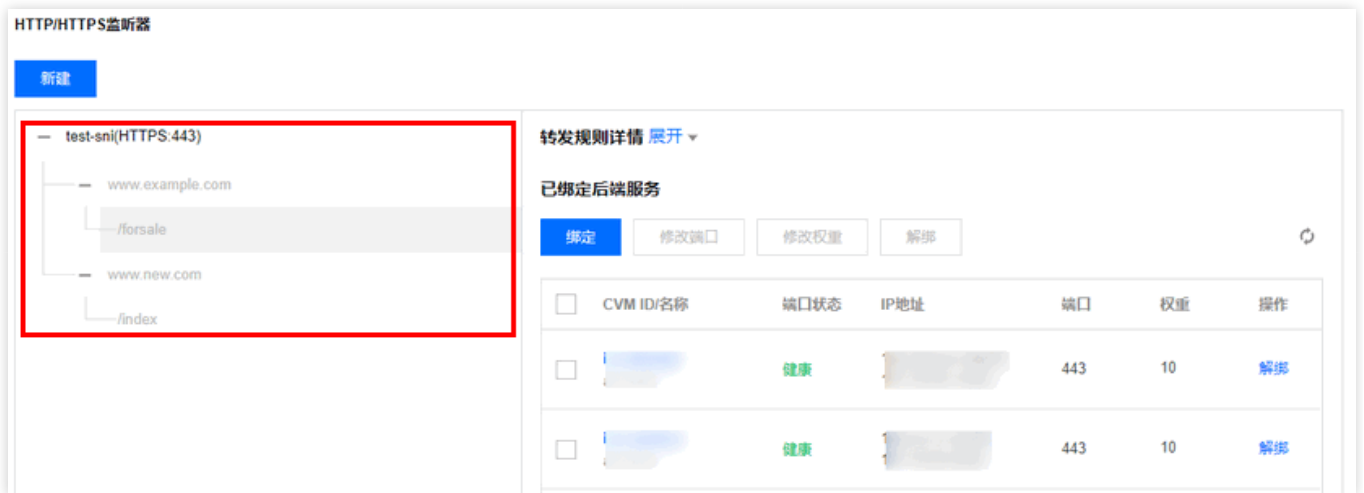 HTTP/HTTPS监听器
新建
test-sni(HTTPS:443)
www.example.com
/forsale
www.new.com
/index
转发规则详情 展开
已绑定后端服务
绑定 修改端口 修改权重 解绑
CVM ID/名称 端口状态 IP地址 端口 权重 操作
健康 443 10 解绑
健康 443 10 解绑